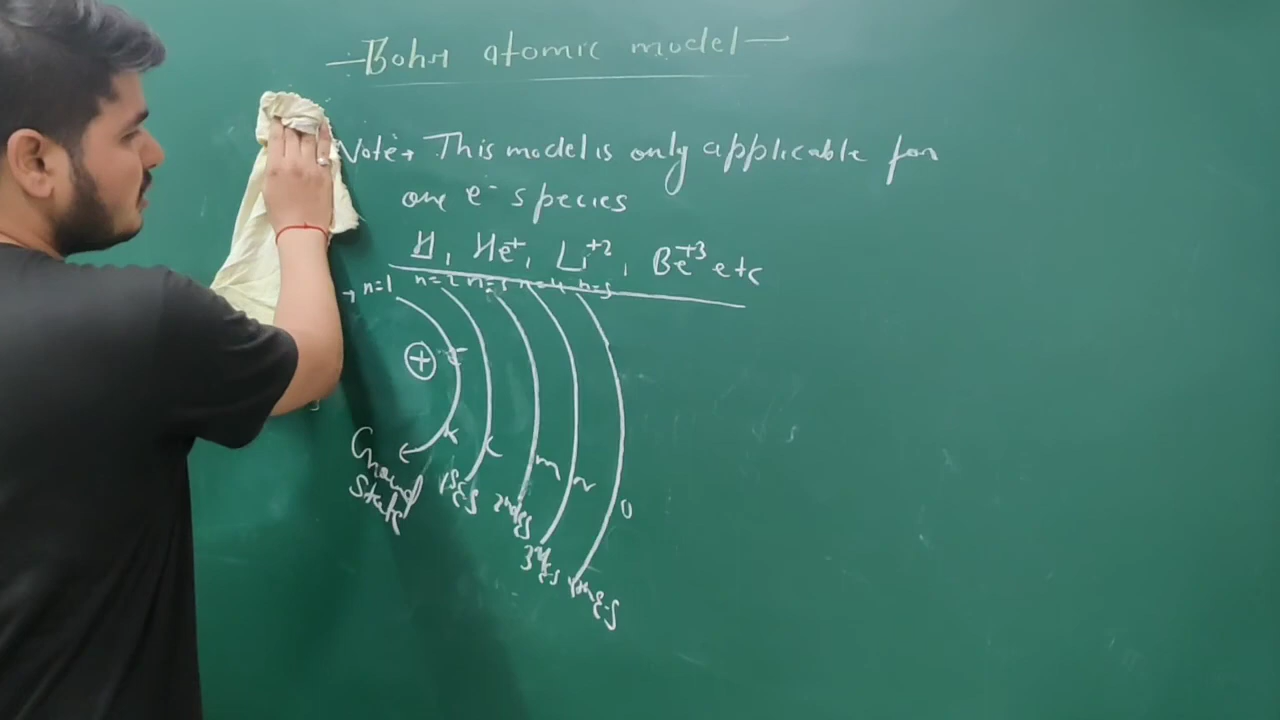 Bohr atomic model
Note → This model is only applicable for
one e⁻ species
H, He⁺, Li⁺², Be⁺³ etc
→ n=1 n=2 n=3 n=4 n=5
+ e⁻
K L M N O
Ground
State
1st E.S
2nd E.S
3rd E.S
4th E.S